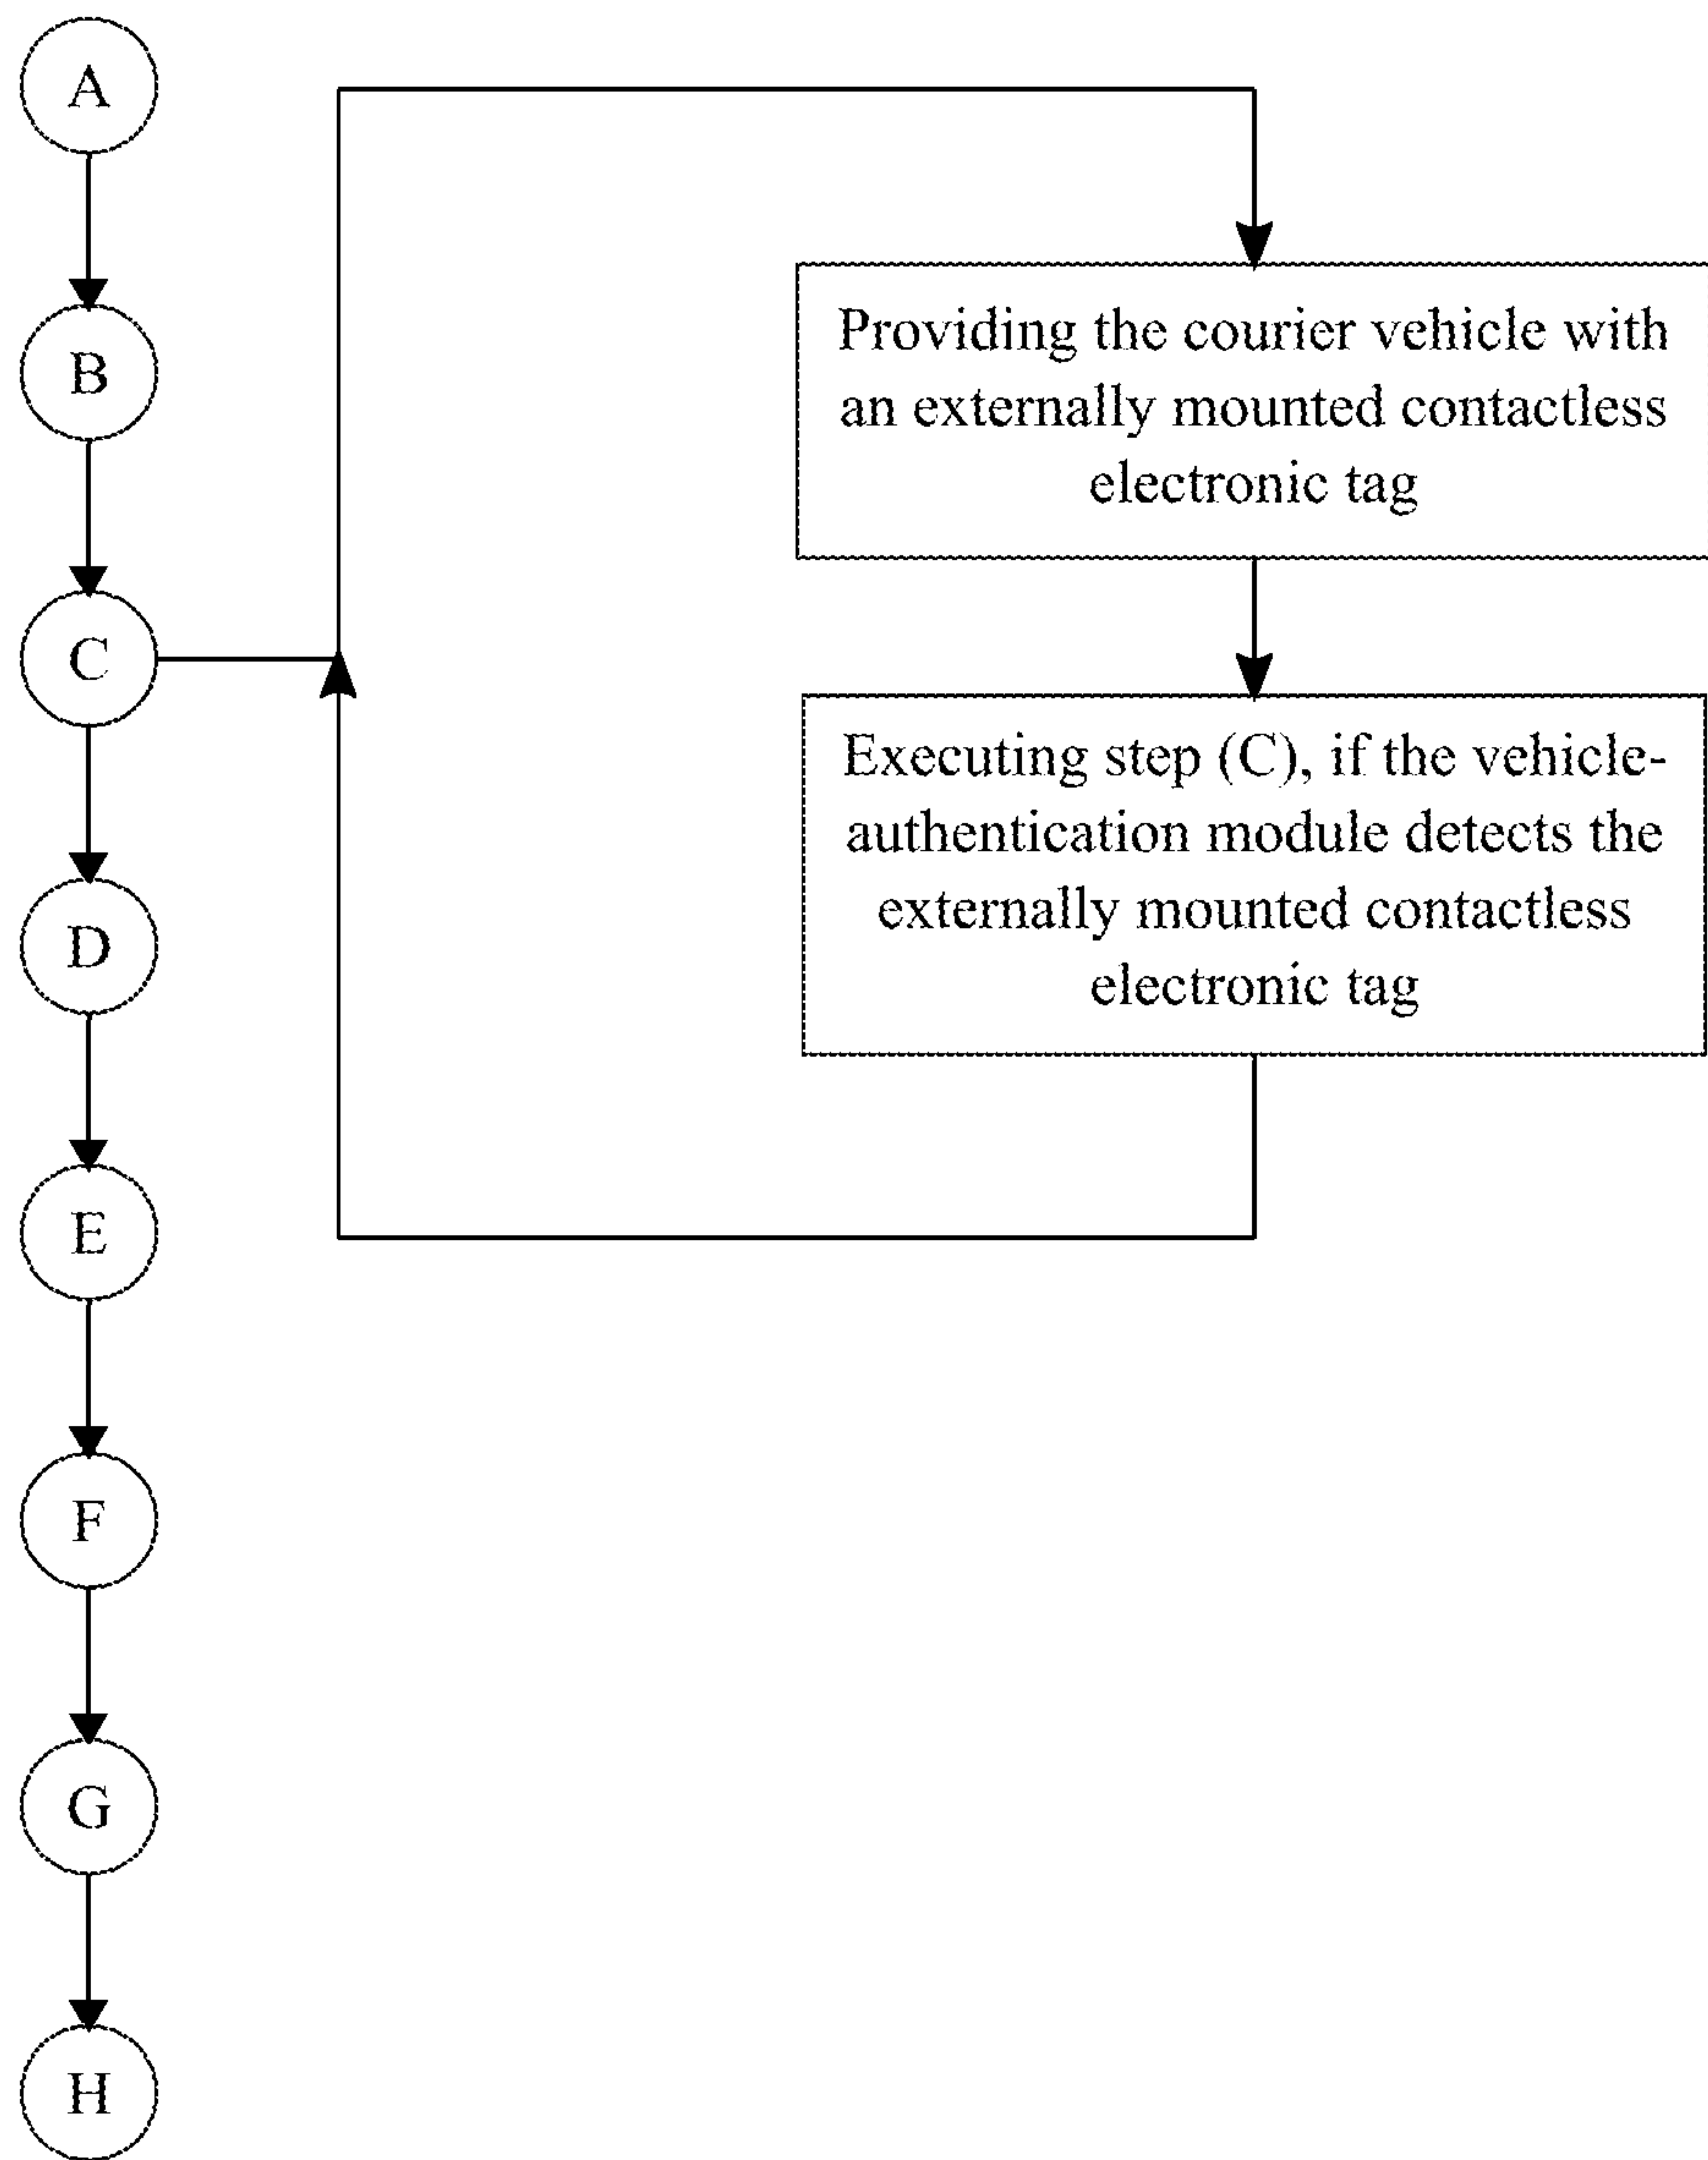 A
B
C
D
E
F
G
H
Providing the courier vehicle with
an externally mounted contactless
electronic tag
Executing step (C), if the vehicle-
authentication module detects the
externally mounted contactless
electronic tag